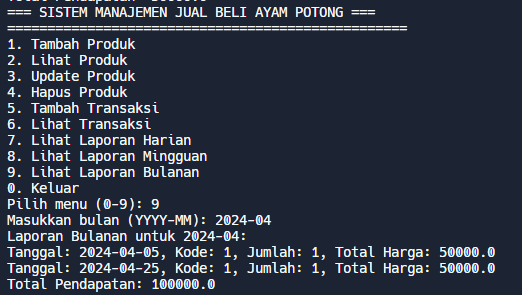 === SISTEM MANAJEMEN JUAL BELI AYAM POTONG ===
==================================================
1. Tambah Produk
2. Lihat Produk
3. Update Produk
4. Hapus Produk
5. Tambah Transaksi
6. Lihat Transaksi
7. Lihat Laporan Harian
8. Lihat Laporan Mingguan
9. Lihat Laporan Bulanan
0. Keluar
Pilih menu (0-9): 9
Masukkan bulan (YYYY-MM): 2024-04
Laporan Bulanan untuk 2024-04:
Tanggal: 2024-04-05, Kode: 1, Jumlah: 1, Total Harga: 50000.0
Tanggal: 2024-04-25, Kode: 1, Jumlah: 1, Total Harga: 50000.0
Total Pendapatan: 100000.0